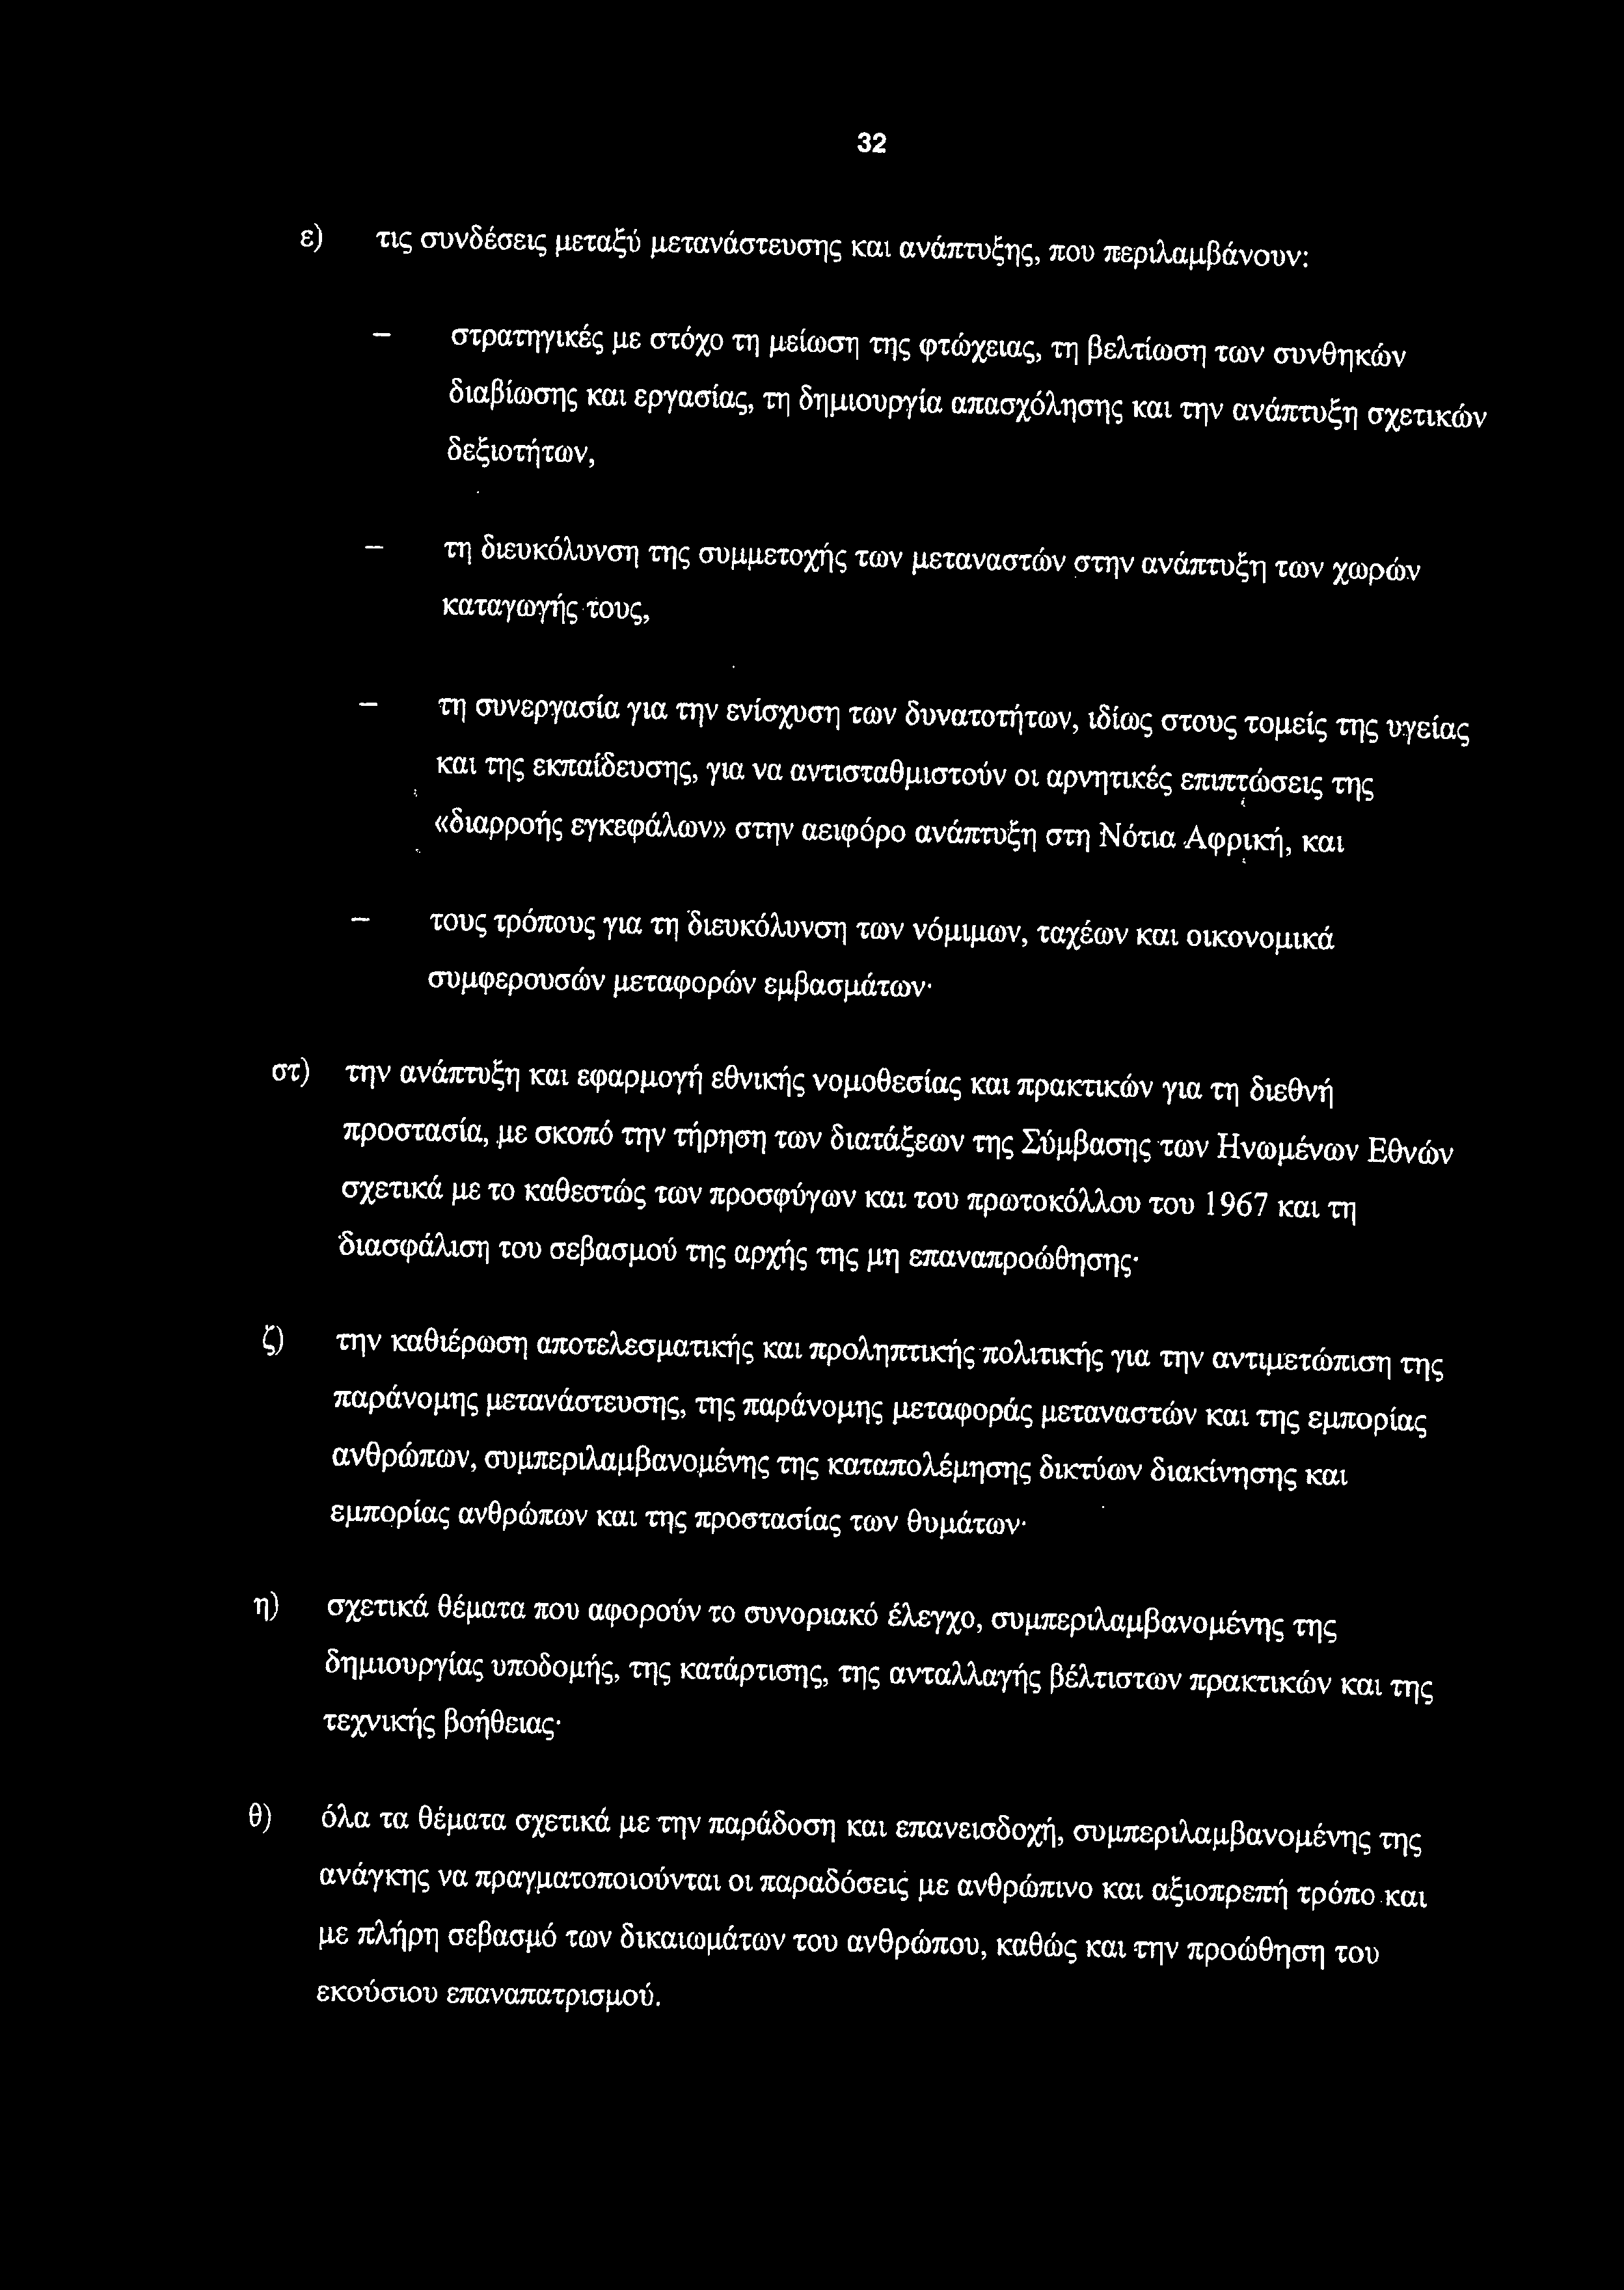 32
ε) τις συνδέσεις μεταξύ μετανάστευσης και ανάπτυξης, που περιλαμβάνουν:
– στρατηγικές με στόχο τη μείωση της φτώχειας, τη βελτίωση των συνθηκών
διαβίωσης και εργασίας, τη δημιουργία απασχόλησης και την ανάπτυξη σχετικών
δεξιοτήτων,
– τη διευκόλυνση της συμμετοχής των μεταναστών στην ανάπτυξη των χωρών
καταγωγής τους,
– τη συνεργασία για την ενίσχυση των δυνατοτήτων, ιδίως στους τομείς της υγείας
και της εκπαίδευσης, για να αντισταθμιστούν οι αρνητικές επιπτώσεις της
«διαρροής εγκεφάλων» στην αειφόρο ανάπτυξη στη Νότια Αφρική, και
– τους τρόπους για τη διευκόλυνση των νόμιμων, ταχέων και οικονομικά
συμφερουσών μεταφορών εμβασμάτων·
στ) την ανάπτυξη και εφαρμογή εθνικής νομοθεσίας και πρακτικών για τη διεθνή
προστασία, με σκοπό την τήρηση των διατάξεων της Σύμβασης των Ηνωμένων Εθνών
σχετικά με το καθεστώς των προσφύγων και του πρωτοκόλλου του 1967 και τη
διασφάλιση του σεβασμού της αρχής της μη επαναπροώθησης·
ζ) την καθιέρωση αποτελεσματικής και προληπτικής πολιτικής για την αντιμετώπιση της
παράνομης μετανάστευσης, της παράνομης μεταφοράς μεταναστών και της εμπορίας
ανθρώπων, συμπεριλαμβανομένης της καταπολέμησης δικτύων διακίνησης και
εμπορίας ανθρώπων και της προστασίας των θυμάτων·
η) σχετικά θέματα που αφορούν το συνοριακό έλεγχο, συμπεριλαμβανομένης της
δημιουργίας υποδομής, της κατάρτισης, της ανταλλαγής βέλτιστων πρακτικών και της
τεχνικής βοήθειας·
θ) όλα τα θέματα σχετικά με την παράδοση και επανεισδοχή, συμπεριλαμβανομένης της
ανάγκης να πραγματοποιούνται οι παραδόσεις με ανθρώπινο και αξιοπρεπή τρόπο και
με πλήρη σεβασμό των δικαιωμάτων του ανθρώπου, καθώς και την προώθηση του
εκούσιου επαναπατρισμού.